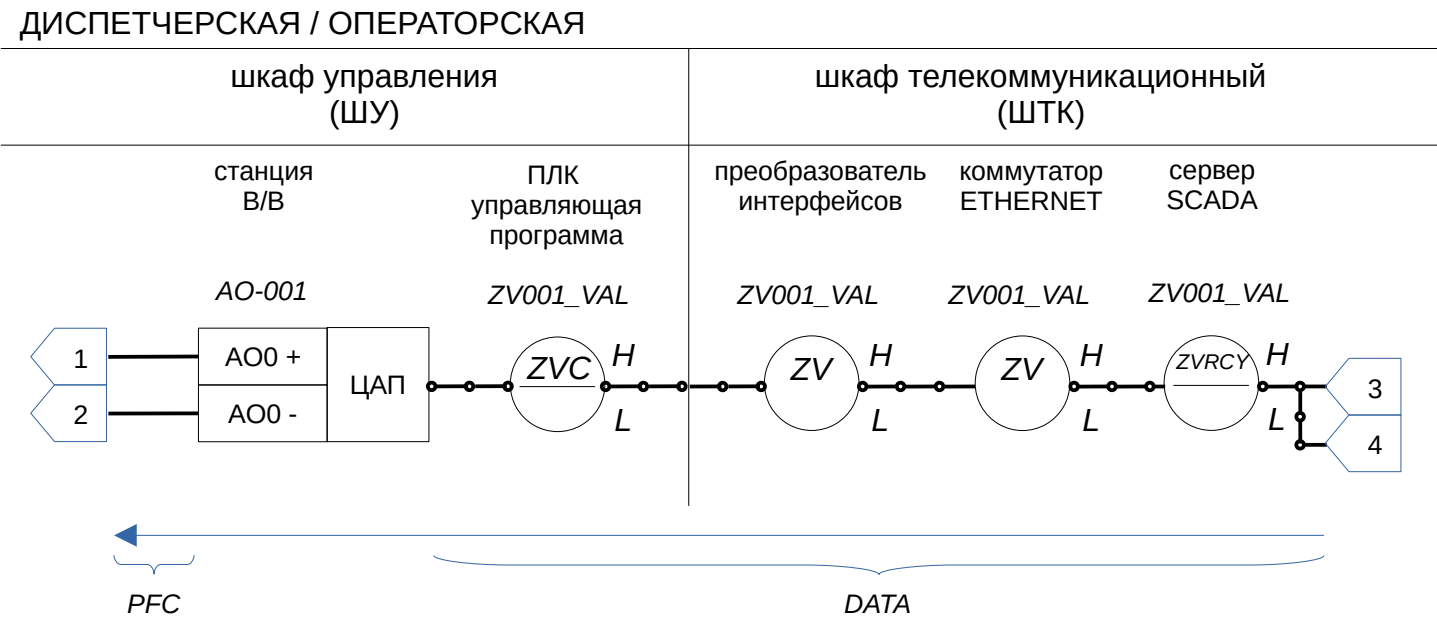 ДИСПЕТЧЕРСКАЯ / ОПЕРАТОРСКАЯ
шкаф управления
(ШУ)
шкаф телекоммуникационный
(ШТК)
станция
В/В
ПЛК
управляющая
программа
преобразователь
интерфейсов
коммутатор
ETHERNET
сервер
SCADA
AO-001
ZV001_VAL
ZV001_VAL
ZV001_VAL
ZV001_VAL
1
AO0 +
ЦАП
ZVC
H
L
ZV
H
L
ZV
H
L
ZVRCY
H
L
3
2
AO0 -
4
PFC
DATA